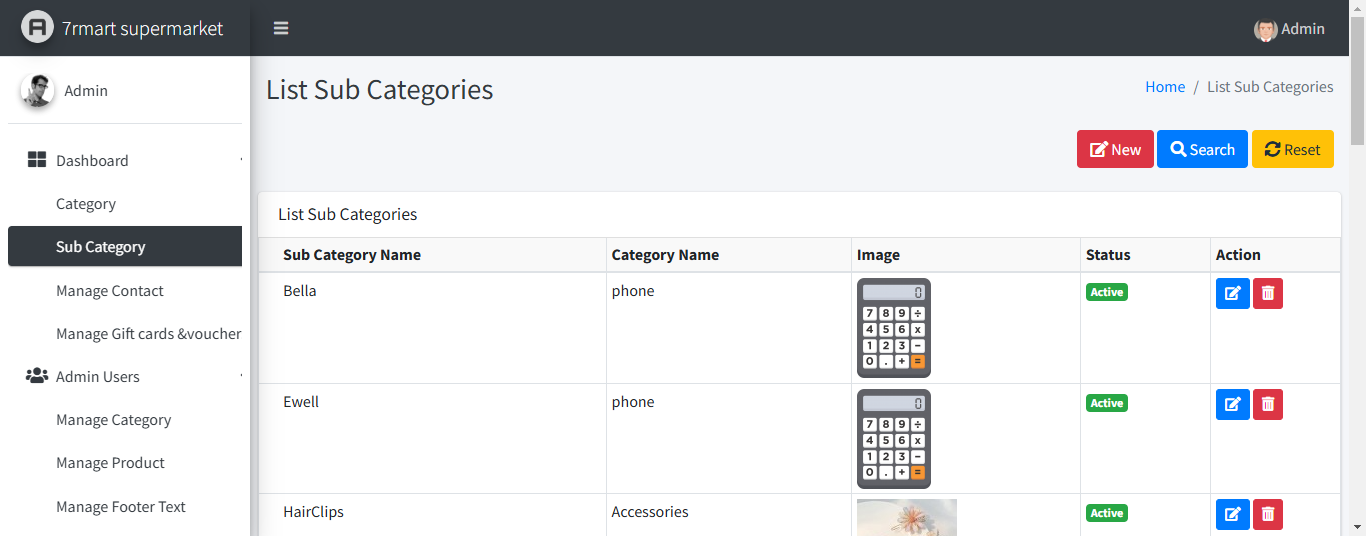 7rmart supermarket
Admin
Admin
Dashboard
Category
Sub Category
Manage Contact
Manage Gift cards &voucher
Admin Users
Manage Category
Manage Product
Manage Footer Text
List Sub Categories
Home / List Sub Categories
New Search Reset
List Sub Categories
Sub Category Name Category Name Image Status Action
Bella phone Active
0
7 8 9 ÷
4 5 6 x
1 2 3 −
0 . + =
Ewell phone Active
0
7 8 9 ÷
4 5 6 x
1 2 3 −
0 . + =
HairClips Accessories Active